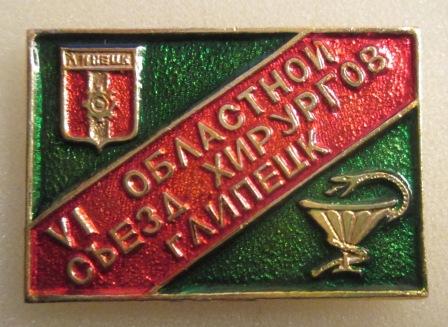 ЛИПЕЦК
VI ОБЛАСТНОЙ
СЪЕЗД ХИРУРГОВ
Г.ЛИПЕЦК